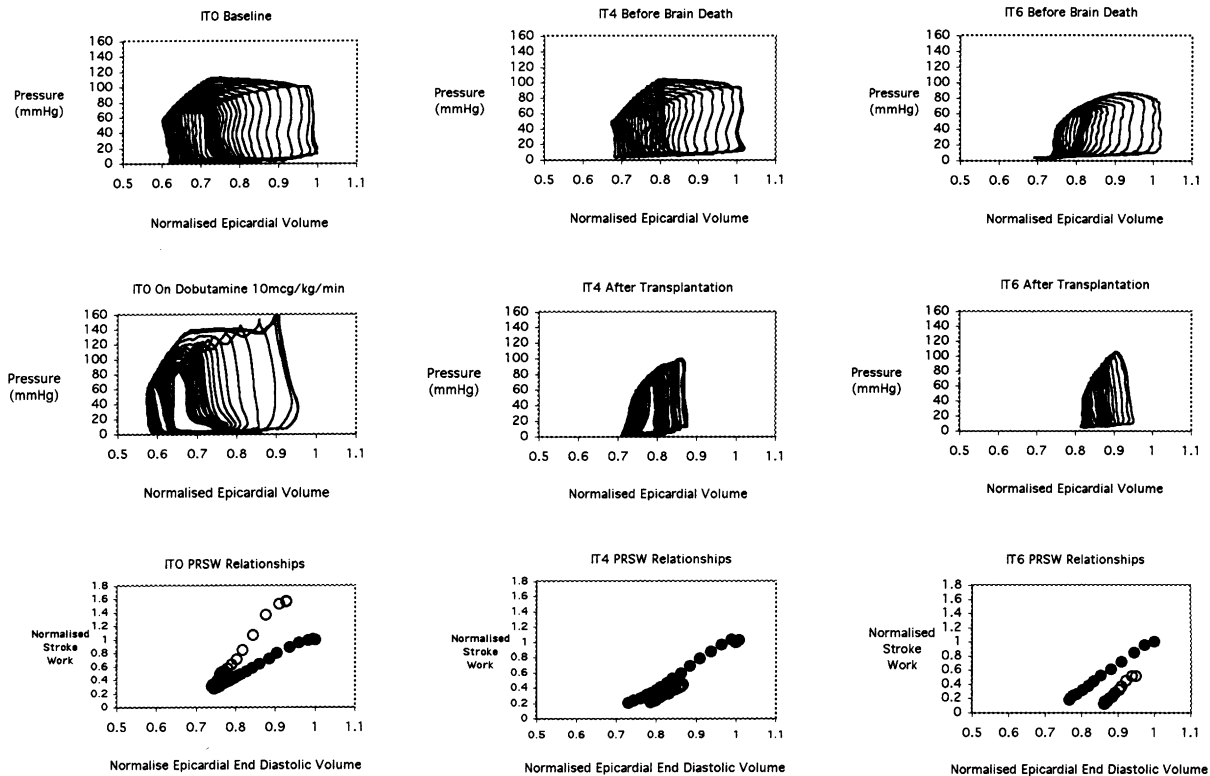 IT0 Baseline
160
140
120
100
80
60
40
20
0
Pressure
(mmHg)
0.5 0.6 0.7 0.8 0.9 1 1.1
Normalised Epicardial Volume
IT4 Before Brain Death
160
140
120
100
80
60
40
20
0
Pressure
(mmHg)
0.5 0.6 0.7 0.8 0.9 1 1.1
Normalised Epicardial Volume
IT6 Before Brain Death
160
140
120
100
80
60
40
20
0
Pressure
(mmHg)
0.5 0.6 0.7 0.8 0.9 1 1.1
Normalised Epicardial Volume
IT0 On Dobutamine 10mcg/kg/min
160
140
120
100
80
60
40
20
0
Pressure
(mmHg)
0.5 0.6 0.7 0.8 0.9 1 1.1
Normalised Epicardial Volume
IT4 After Transplantation
160
140
120
100
80
60
40
20
0
Pressure
(mmHg)
0.5 0.6 0.7 0.8 0.9 1 1.1
Normalised Epicardial Volume
IT6 After Transplantation
160
140
120
100
80
60
40
20
0
Pressure
(mmHg)
0.5 0.6 0.7 0.8 0.9 1 1.1
Normalised Epicardial Volume
IT0 PRSW Relationships
1.8
1.6
1.4
1.2
1
0.8
0.6
0.4
0.2
0
Normalised
Stroke
Work
0.5 0.6 0.7 0.8 0.9 1 1.1
Normalise Epicardial End Diastolic Volume
IT4 PRSW Relationships
1.8
1.6
1.4
1.2
1
0.8
0.6
0.4
0.2
0
Normalised
Stroke
Work
0.5 0.6 0.7 0.8 0.9 1 1.1
Normalised Epicardial End Diastolic Volume
IT6 PRSW Relationships
1.8
1.6
1.4
1.2
1
0.8
0.6
0.4
0.2
0
Normalised
Stroke
Work
0.5 0.6 0.7 0.8 0.9 1 1.1
Normalised Epicardial End Diastolic Volume